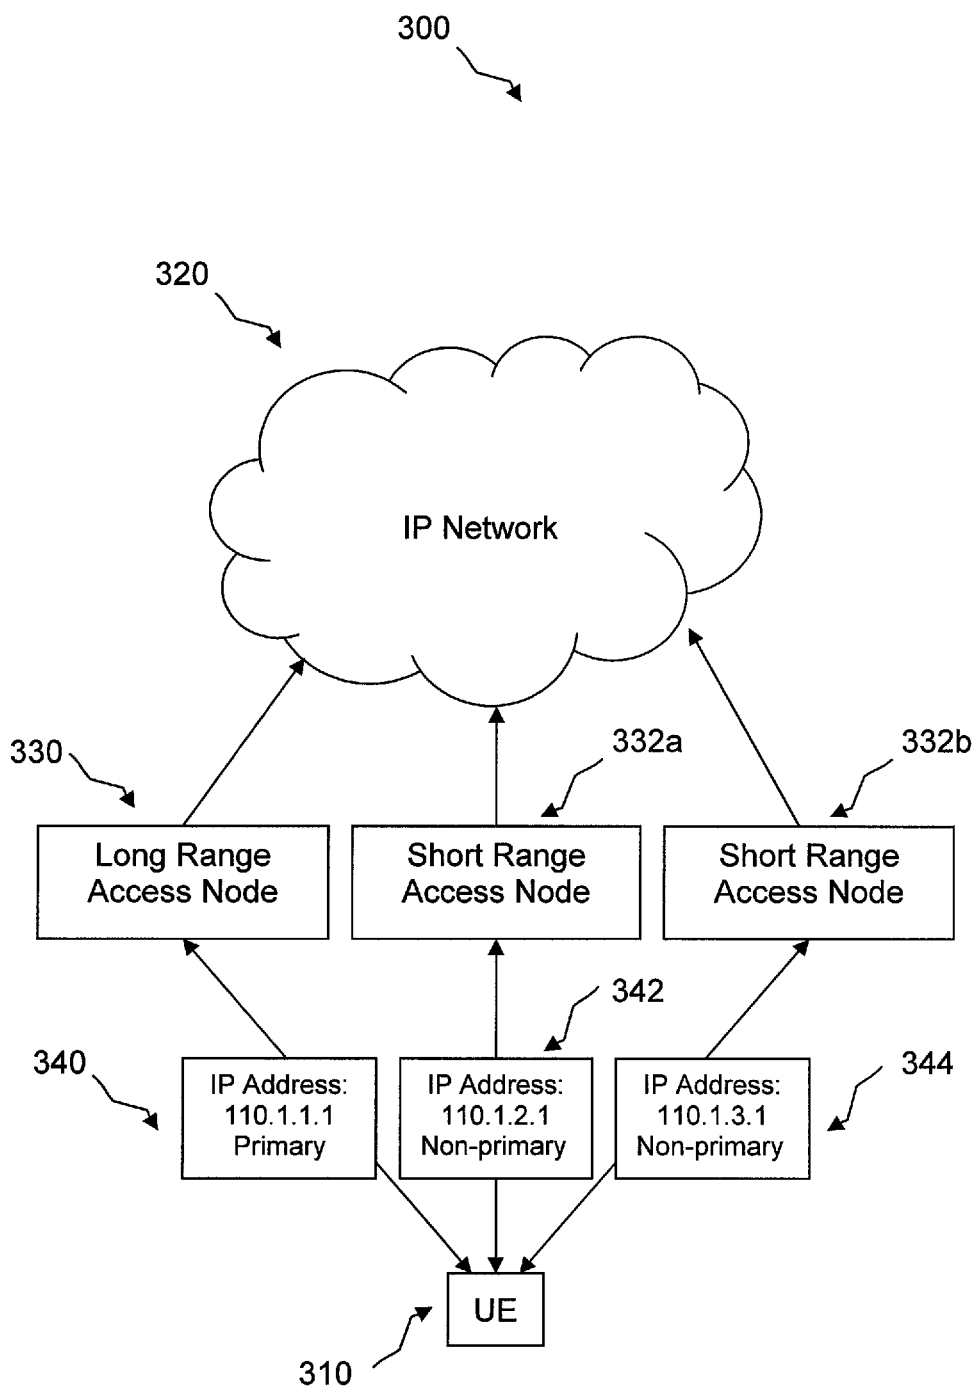 300
320
IP Network
330
332a
332b
Long Range
Access Node
Short Range
Access Node
Short Range
Access Node
342
340
344
IP Address:
110.1.1.1
Primary
IP Address:
110.1.2.1
Non-primary
IP Address:
110.1.3.1
Non-primary
UE
310